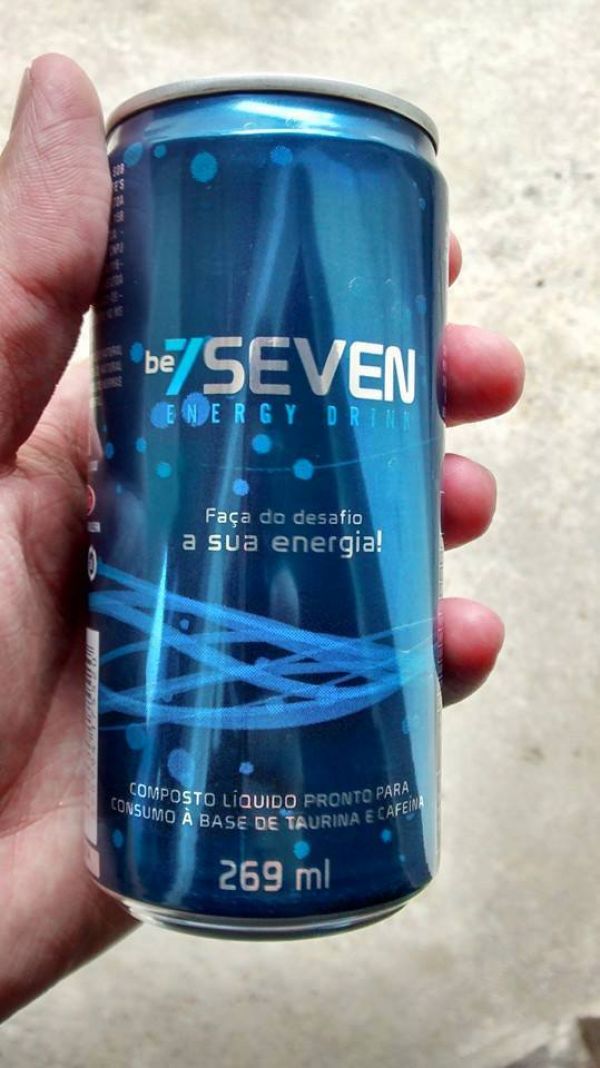 be7SEVEN
ENERGY DRINK
Faça do desafio
a sua energia!
COMPOSTO LÍQUIDO PRONTO PARA
CONSUMO À BASE DE TAURINA E CAFEÍNA
269 ml